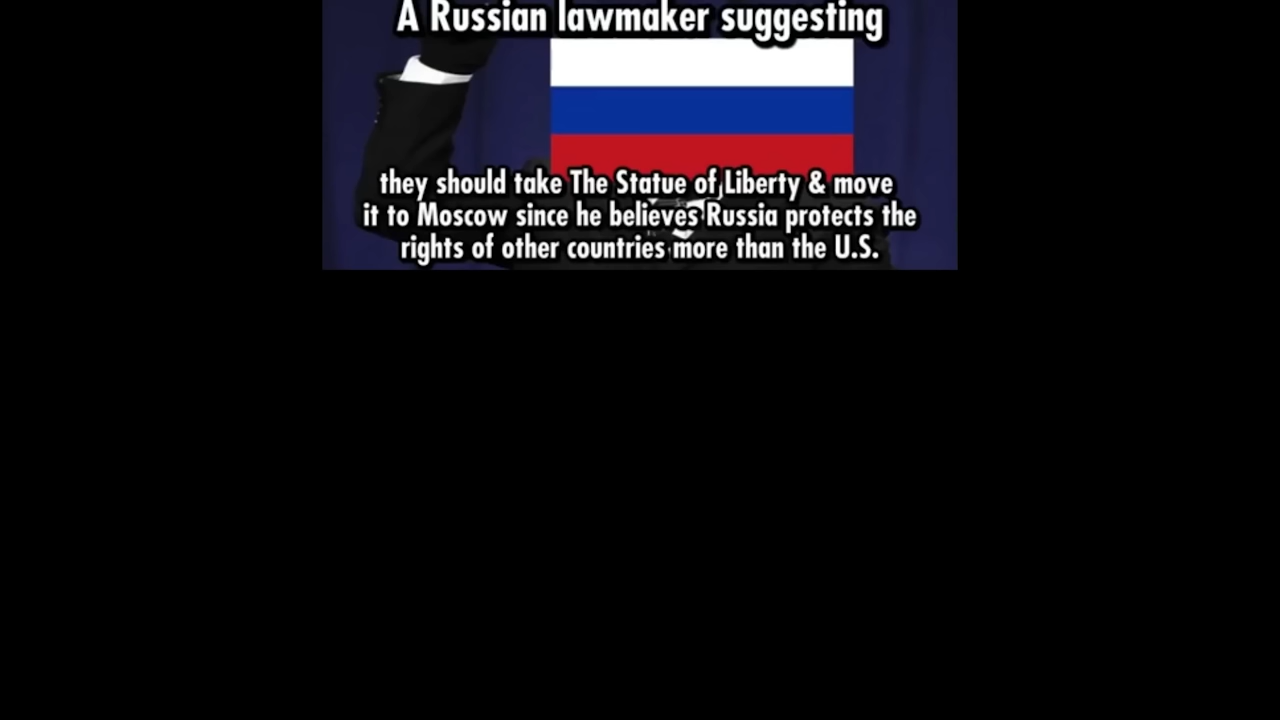 A Russian lawmaker suggesting
they should take The Statue of Liberty & move
it to Moscow since he believes Russia protects the
rights of other countries more than the U.S.